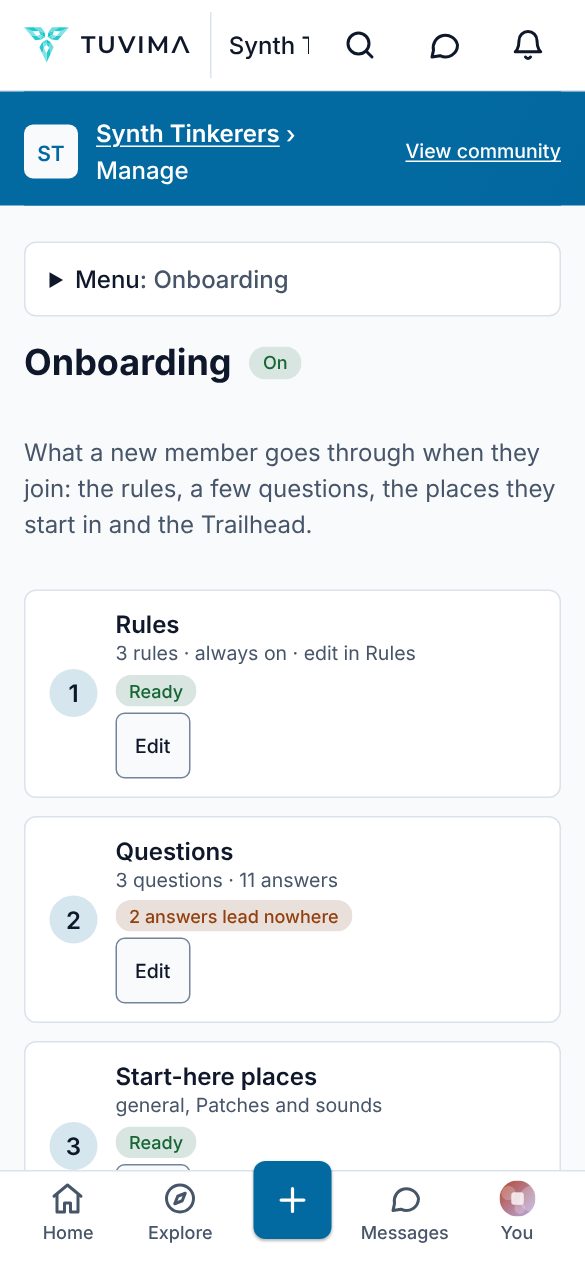 TUVIMA
Synth T
ST
Synth Tinkerers ›
Manage
View community
Menu: Onboarding
Onboarding
On
What a new member goes through when they
join: the rules, a few questions, the places they
start in and the Trailhead.
1
Rules
3 rules · always on · edit in Rules
Ready
Edit
2
Questions
3 questions · 11 answers
2 answers lead nowhere
Edit
3
Start-here places
general, Patches and sounds
Ready
Home
Explore
Messages
You